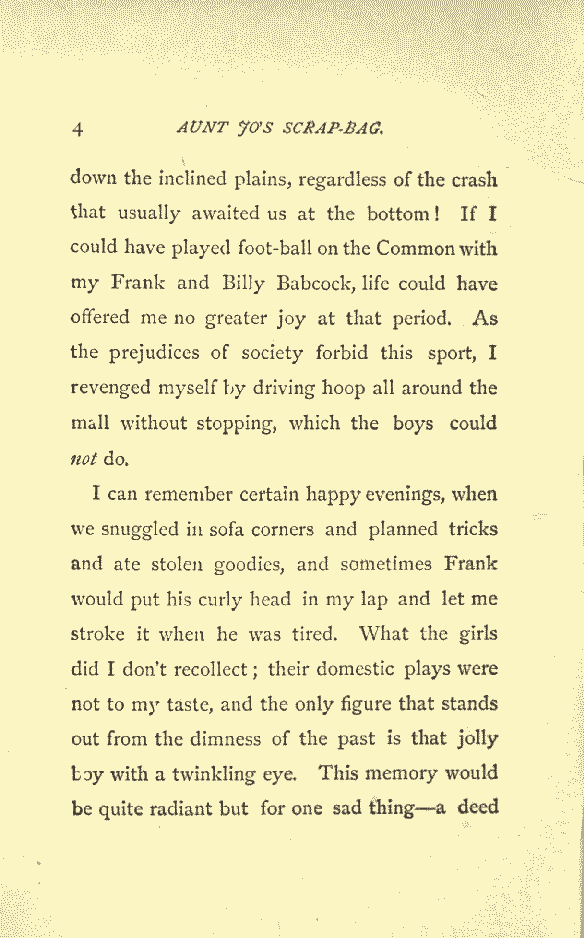 4 AUNT JO'S SCRAP-BAG.
down the inclined plains, regardless of the crash
that usually awaited us at the bottom! If I
could have played foot-ball on the Common with
my Frank and Billy Babcock, life could have
offered me no greater joy at that period. As
the prejudices of society forbid this sport, I
revenged myself by driving hoop all around the
mall without stopping, which the boys could
not do.
I can remember certain happy evenings, when
we snuggled in sofa corners and planned tricks
and ate stolen goodies, and sometimes Frank
would put his curly head in my lap and let me
stroke it when he was tired. What the girls
did I don't recollect; their domestic plays were
not to my taste, and the only figure that stands
out from the dimness of the past is that jolly
boy with a twinkling eye. This memory would
be quite radiant but for one sad thing—a deed